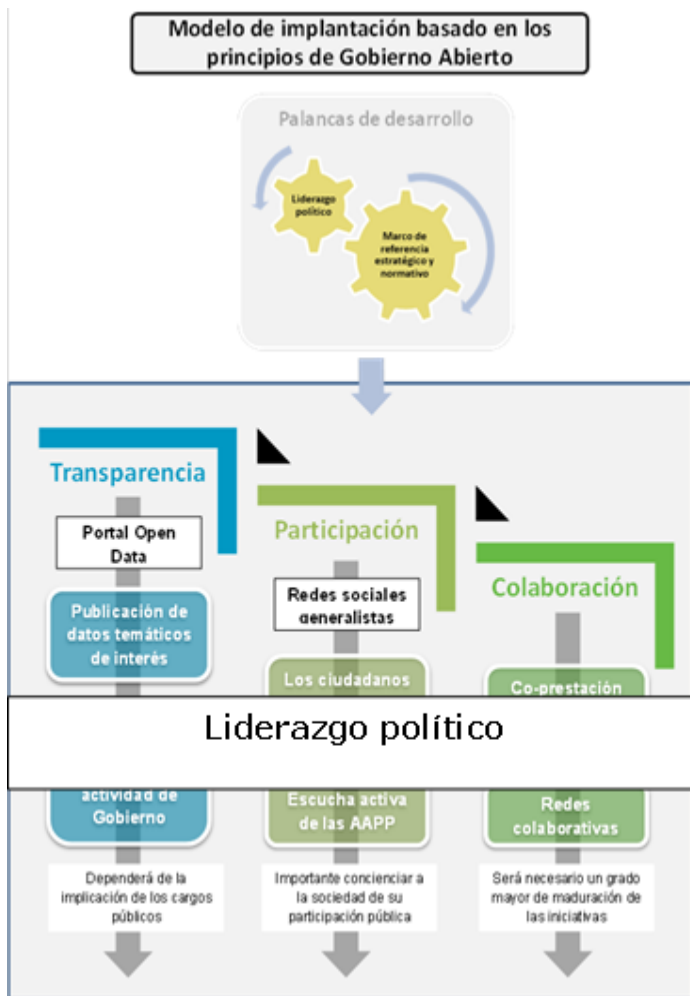 Modelo de implantación basado en los
principios de Gobierno Abierto
Palancas de desarrollo
Liderazgo
político
Marco de
referencia
estratégico y
normativo
Transparencia
Portal Open
Data
Publicación de
datos temáticos
de interés
Participación
Redes sociales
generalistas
Los ciudadanos
Colaboración
Co-prestación
Liderazgo político
actividad de
Gobierno
Escucha activa
de las AAPP
Redes
colaborativas
Dependerá de la
implicación de los cargos
públicos
Importante concienciar a
la sociedad de su
participación pública
Será necesario un grado
mayor de maduración de
las iniciativas